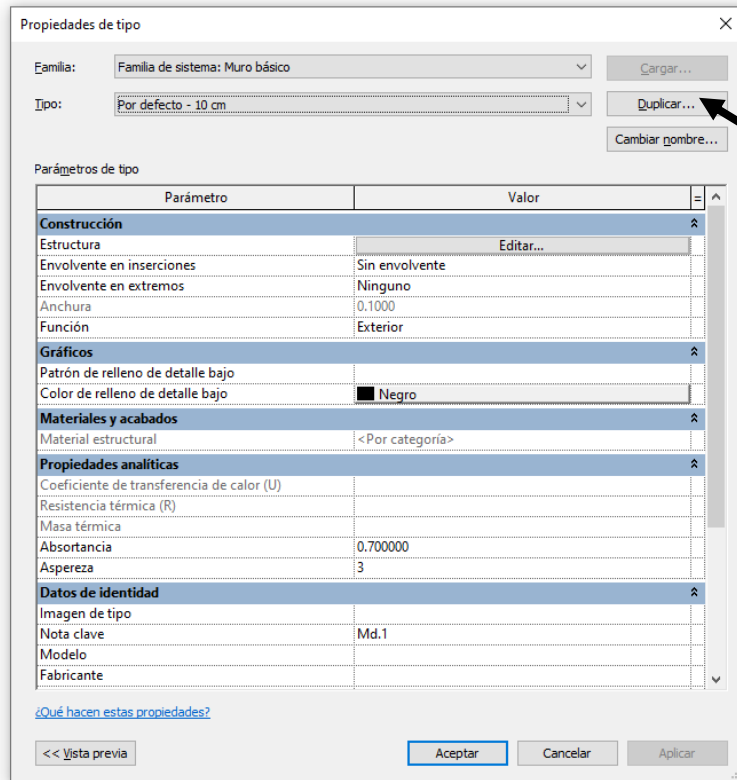 Propiedades de tipo
Familia: Familia de sistema: Muro básico Cargar...
Tipo: Por defecto - 10 cm Duplicar...
Cambiar nombre...
Parámetros de tipo
Parámetro Valor =
Construcción
Estructura Editar...
Envolvente en inserciones Sin envolvente
Envolvente en extremos Ninguno
Anchura 0.1000
Función Exterior
Gráficos
Patrón de relleno de detalle bajo
Color de relleno de detalle bajo Negro
Materiales y acabados
Material estructural <Por categoría>
Propiedades analíticas
Coeficiente de transferencia de calor (U)
Resistencia térmica (R)
Masa térmica
Absortancia 0.700000
Aspereza 3
Datos de identidad
Imagen de tipo
Nota clave Md.1
Modelo
Fabricante
¿Qué hacen estas propiedades?
<< Vista previa Aceptar Cancelar Aplicar